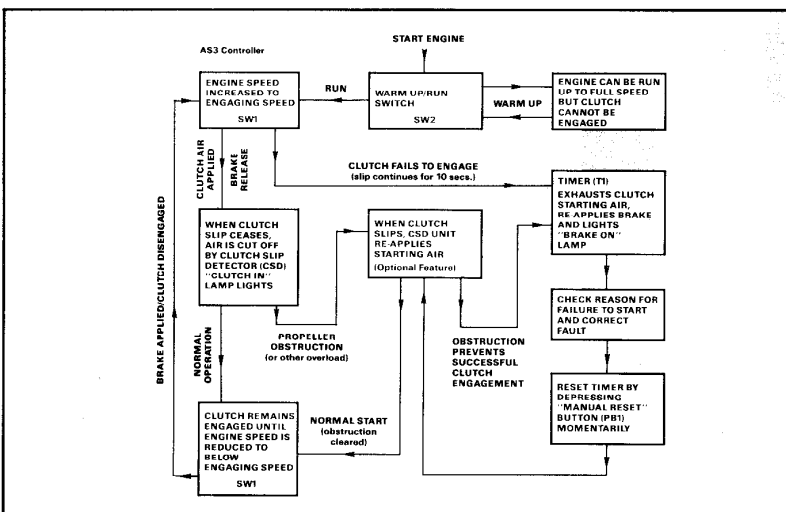 START ENGINE
AS3 Controller
ENGINE SPEED
INCREASED TO
ENGAGING SPEED
SW1
RUN
WARM UP/RUN
SWITCH
SW2
WARM UP
ENGINE CAN BE RUN
UP TO FULL SPEED
BUT CLUTCH
CANNOT BE
ENGAGED
CLUTCH AIR
APPLIED
BRAKE
RELEASE
CLUTCH FAILS TO ENGAGE
(slip continues for 10 secs.)
TIMER (T1)
EXHAUSTS CLUTCH
STARTING AIR,
RE-APPLIES BRAKE
AND LIGHTS
"BRAKE ON"
LAMP
WHEN CLUTCH
SLIP CEASES,
AIR IS CUT OFF
BY CLUTCH SLIP
DETECTOR (CSD)
"CLUTCH IN"
LAMP LIGHTS
WHEN CLUTCH
SLIPS, CSD UNIT
RE-APPLIES
STARTING AIR
(Optional Feature)
BRAKE APPLIED/CLUTCH DISENGAGED
NORMAL
OPERATION
PROPELLER
OBSTRUCTION
(or other overload)
OBSTRUCTION
PREVENTS
SUCCESSFUL
CLUTCH
ENGAGEMENT
CHECK REASON FOR
FAILURE TO START
AND CORRECT
FAULT
CLUTCH REMAINS
ENGAGED UNTIL
ENGINE SPEED IS
REDUCED TO
BELOW
ENGAGING SPEED
SW1
NORMAL START
(obstruction
cleared)
RESET TIMER BY
DEPRESSING
"MANUAL RESET"
BUTTON (PB1)
MOMENTARILY